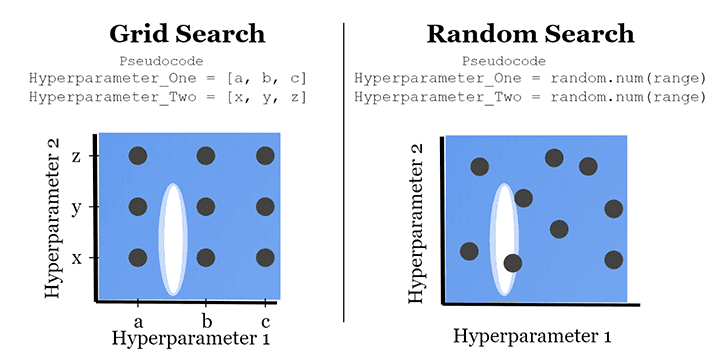 Grid Search
Pseudocode
Hyperparameter_One = [a, b, c]
Hyperparameter_Two = [x, y, z]
Hyperparameter 2
z
y
x
a b c
Hyperparameter 1
Random Search
Pseudocode
Hyperparameter_One = random.num(range)
Hyperparameter_Two = random.num(range)
Hyperparameter 2
Hyperparameter 1